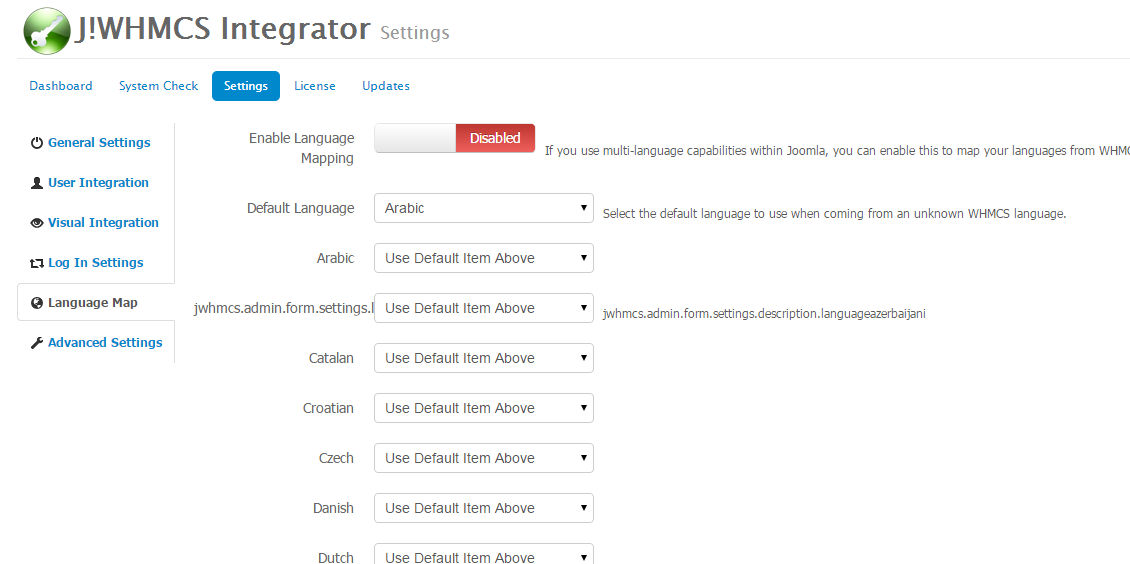 J!WHMCS Integrator Settings
Dashboard System Check Settings License Updates
General Settings
User Integration
Visual Integration
Log In Settings
Language Map
Advanced Settings
Enable Language
Mapping
Disabled
If you use multi-language capabilities within Joomla, you can enable this to map your languages from WHMC
Default Language
Arabic
Select the default language to use when coming from an unknown WHMCS language.
Arabic
Use Default Item Above
jwhmcs.admin.form.settings.l
Use Default Item Above
jwhmcs.admin.form.settings.description.languageazerbaijani
Catalan
Use Default Item Above
Croatian
Use Default Item Above
Czech
Use Default Item Above
Danish
Use Default Item Above
Dutch
Use Default Item Above